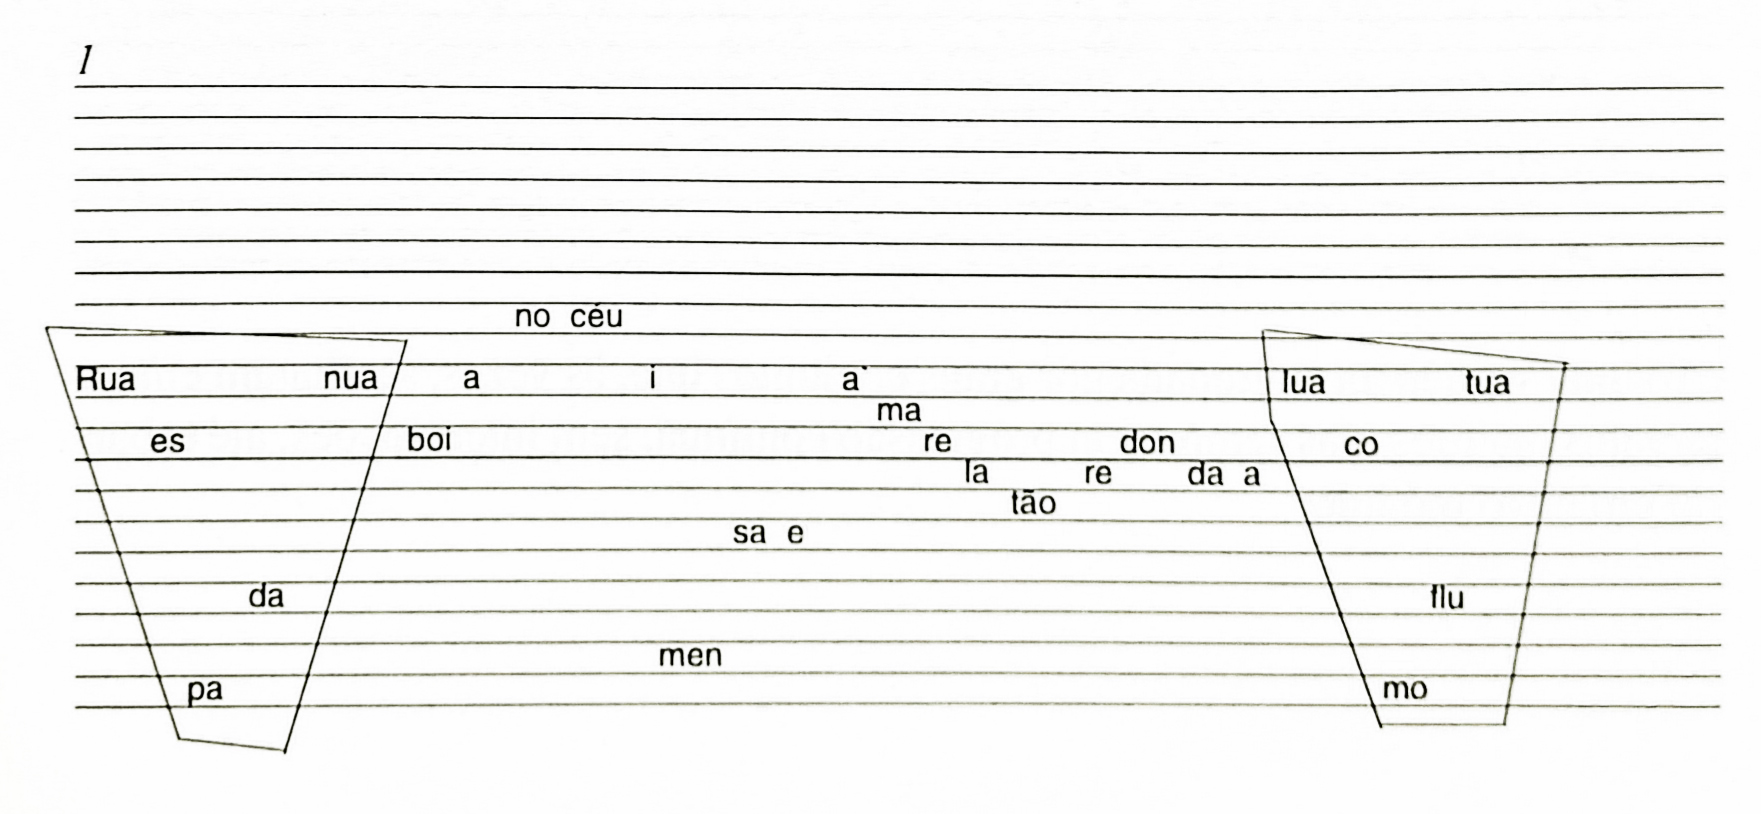 1
no céu
Rua nua a i a lua tua
ma
es boi re don co
la re da a
tão
sa e
da flu
men
pa mo